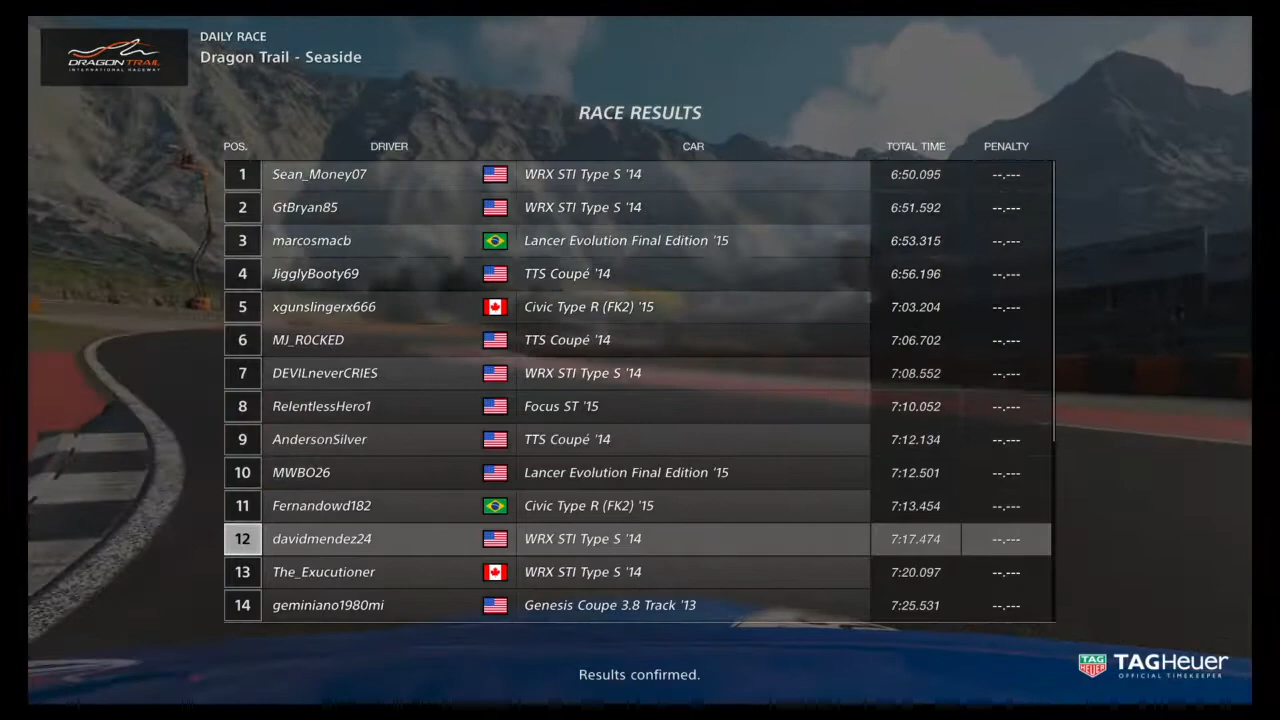 DRAGON TRAIL
INTERNATIONAL RACEWAY
DAILY RACE
Dragon Trail - Seaside
RACE RESULTS
POS. DRIVER CAR TOTAL TIME PENALTY
1 Sean_Money07 WRX STI Type S '14 6:50.095 --.---
2 GtBryan85 WRX STI Type S '14 6:51.592 --.---
3 marcosmacb Lancer Evolution Final Edition '15 6:53.315 --.---
4 JigglyBooty69 TTS Coupé '14 6:56.196 --.---
5 xgunslingerx666 Civic Type R (FK2) '15 7:03.204 --.---
6 MJ_R0CKED TTS Coupé '14 7:06.702 --.---
7 DEVILneverCRIES WRX STI Type S '14 7:08.552 --.---
8 RelentlessHero1 Focus ST '15 7:10.052 --.---
9 AndersonSilver TTS Coupé '14 7:12.134 --.---
10 MWBO26 Lancer Evolution Final Edition '15 7:12.501 --.---
11 Fernandowd182 Civic Type R (FK2) '15 7:13.454 --.---
12 davidmendez24 WRX STI Type S '14 7:17.474 --.---
13 The_Exucutioner WRX STI Type S '14 7:20.097 --.---
14 geminiano1980mi Genesis Coupe 3.8 Track '13 7:25.531 --.---
Results confirmed.
TAG HEUER TAGHeuer
OFFICIAL TIMEKEEPER